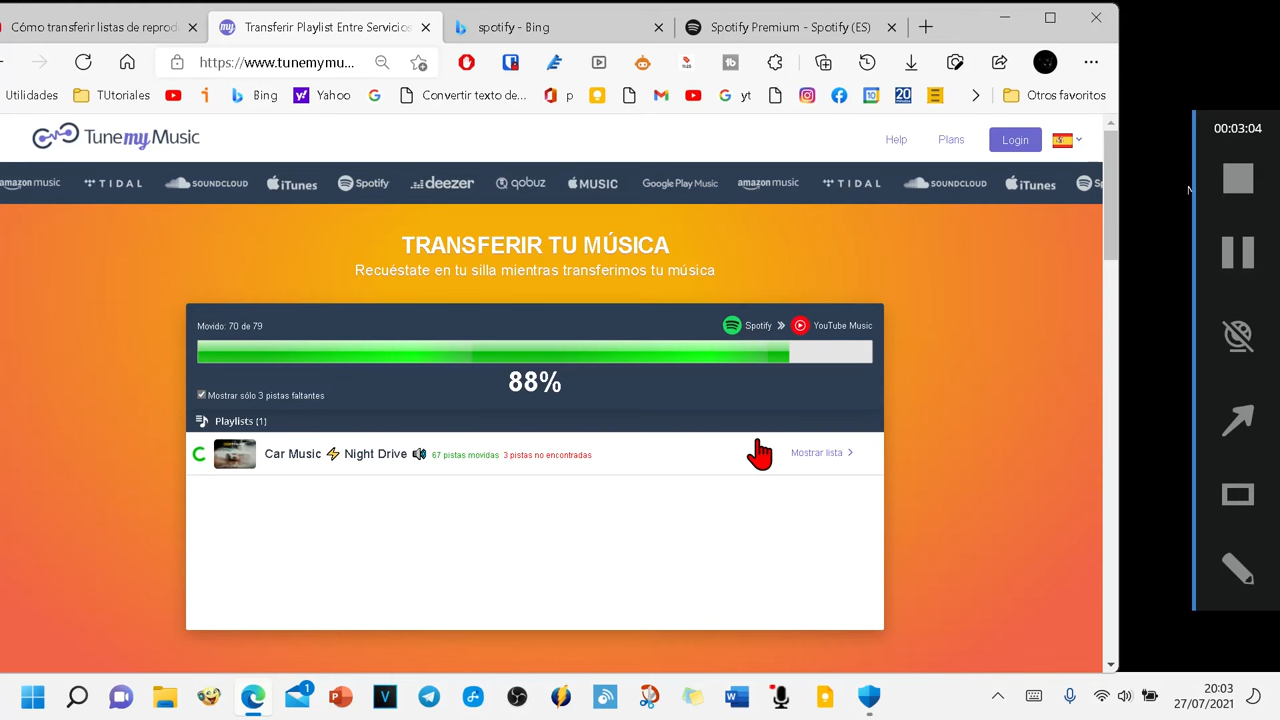 Cómo transferir listas de reprod
my Transferir Playlist Entre Servicios
spotify - Bing
Spotify Premium - Spotify (ES)
https://www.tunemymu...
Utilidades
TUtoriales
Bing
Yahoo
Convertir texto de...
p
yt
Otros favoritos
TunemyMusic
Help
Plans
Login
amazon music
TIDAL
SOUNDCLOUD
iTunes
Spotify
deezer
qobuz
MUSIC
Google Play Music
amazon music
TIDAL
SOUNDCLOUD
iTunes
Sp
TRANSFERIR TU MÚSICA
Recuéstate en tu silla mientras transferimos tu música
Movido: 70 de 79
Spotify
YouTube Music
88%
Mostrar sólo 3 pistas faltantes
Playlists (1)
Car Music ⚡ Night Drive 🔊 67 pistas movidas 3 pistas no encontradas
Mostrar lista
00:03:04
20:03
27/07/2021